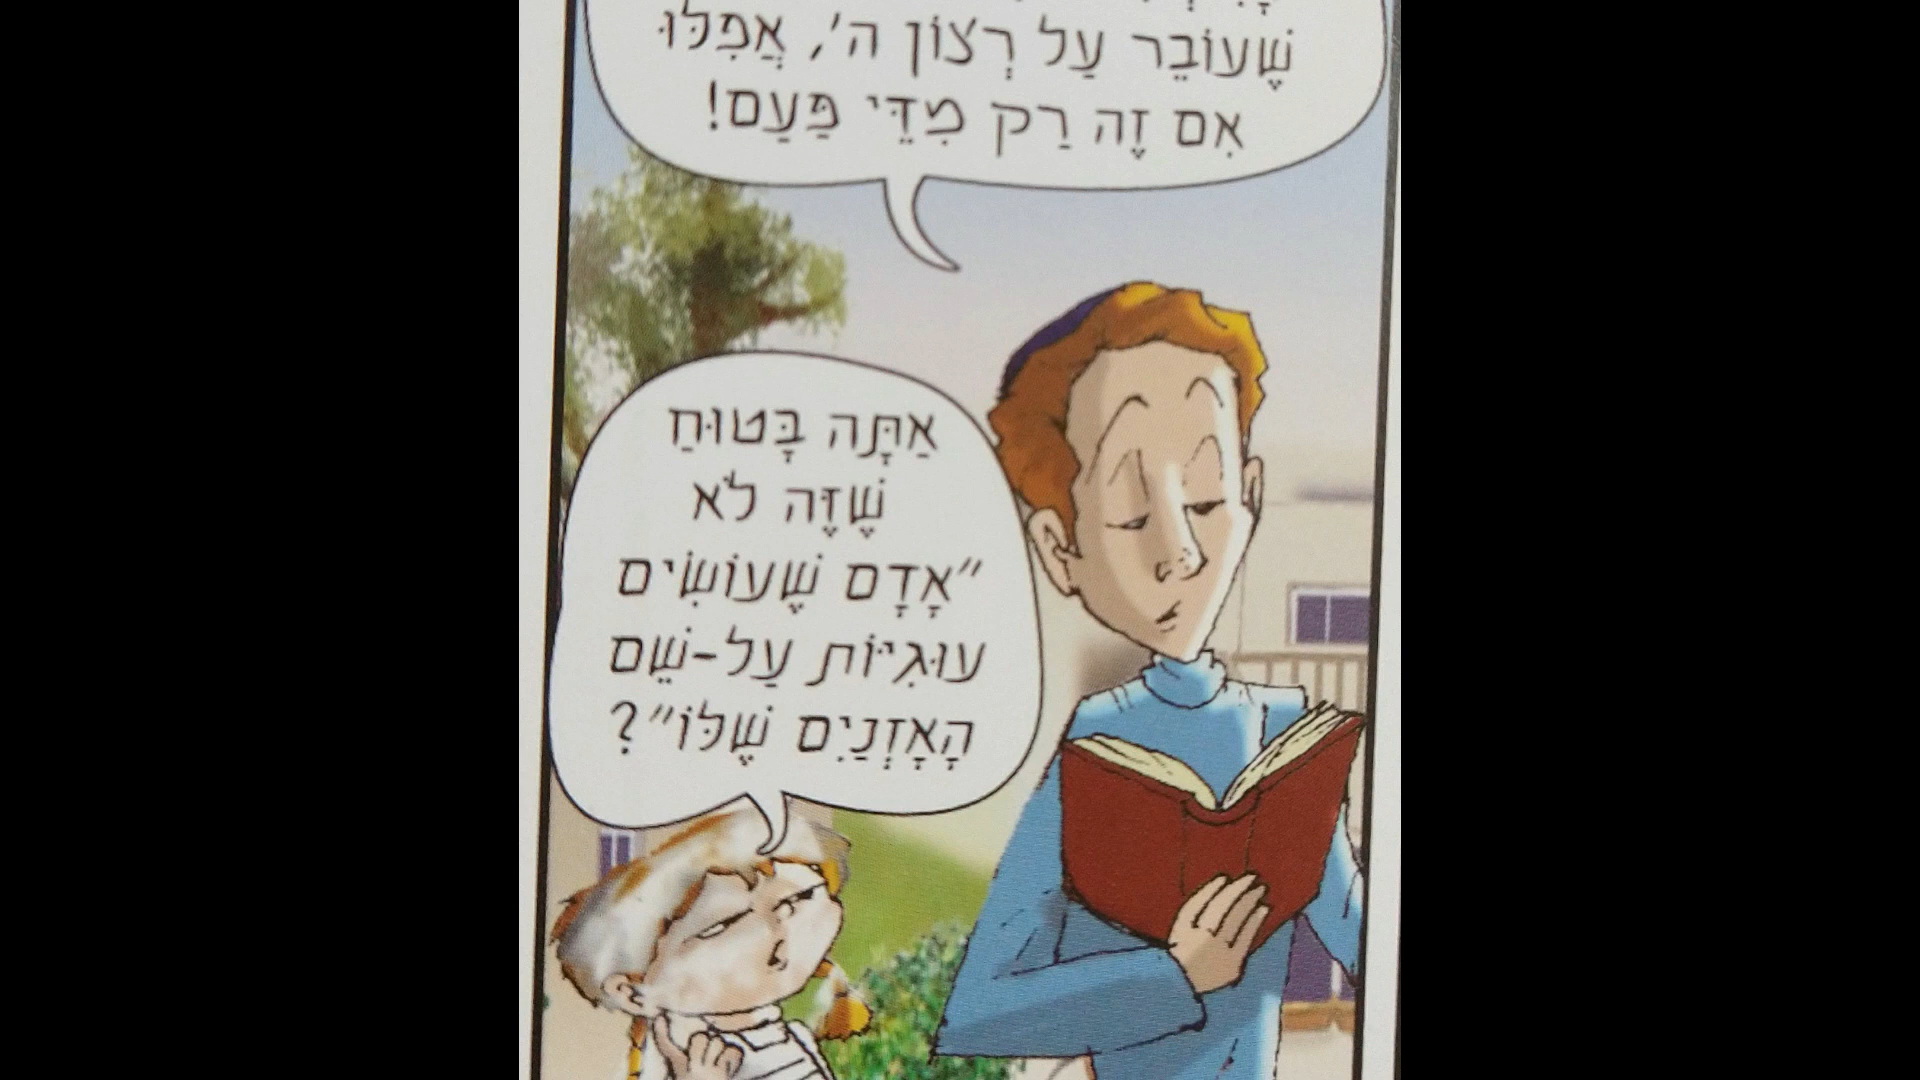 שֶׁעוֹבֵר עַל רְצוֹן ה', אֲפִלּוּ
אִם זֶה רַק מִדֵּי פַּעַם!
אַתָּה בָּטוּחַ
שֶׁזֶּה לֹא
"אָדָם שֶׁעוֹשִׂים
עוּגִיּוֹת עַל-שֵׁם
הָאָזְנַיִם שֶׁלּוֹ"?